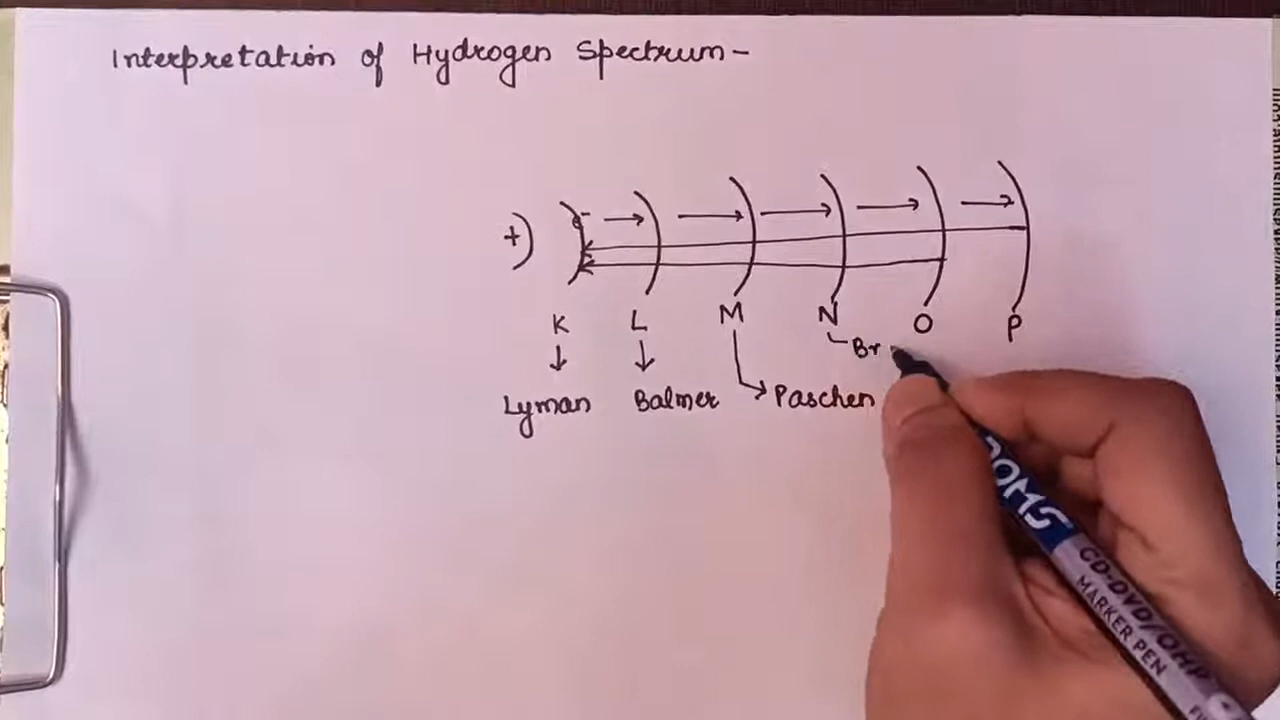 Interpretation of Hydrogen Spectrum-
+
e-
K L M N O P
Br
Lyman Balmer Paschen
DOMS
CD-DVD/OHP
MARKER PEN